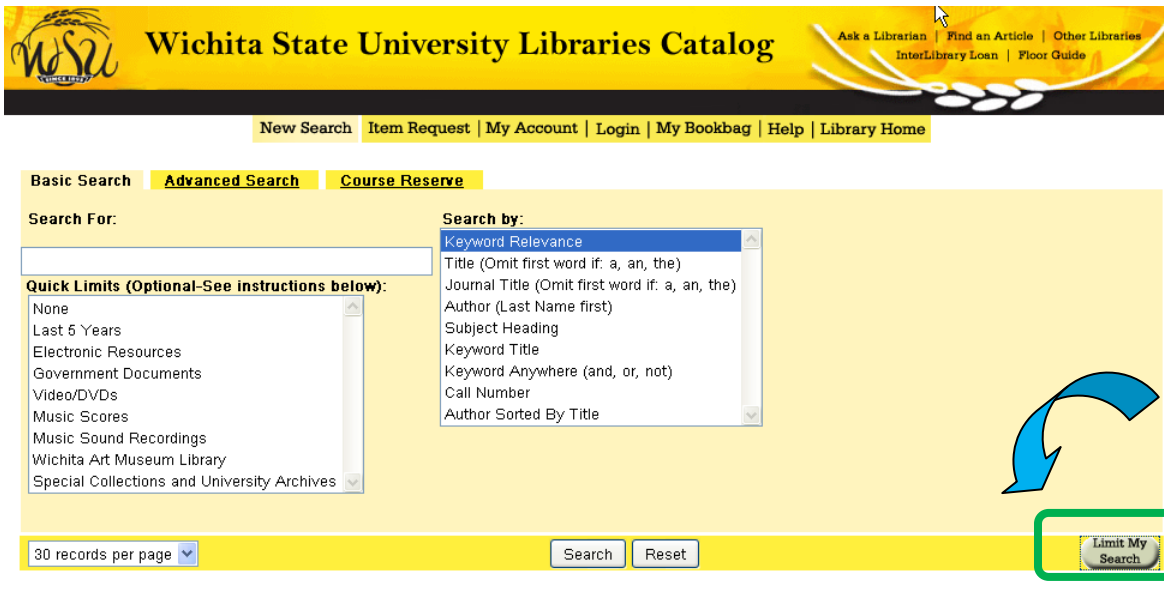 WSU
SINCE 1895
Wichita State University Libraries Catalog
Ask a Librarian | Find an Article | Other Libraries
InterLibrary Loan | Floor Guide
New Search Item Request | My Account | Login | My Bookbag | Help | Library Home
Basic Search Advanced Search Course Reserve
Search For:
Quick Limits (Optional-See instructions below):
None
Last 5 Years
Electronic Resources
Government Documents
Video/DVDs
Music Scores
Music Sound Recordings
Wichita Art Museum Library
Special Collections and University Archives
Search by:
Keyword Relevance
Title (Omit first word if: a, an, the)
Journal Title (Omit first word if: a, an, the)
Author (Last Name first)
Subject Heading
Keyword Title
Keyword Anywhere (and, or, not)
Call Number
Author Sorted By Title
30 records per page
Search Reset
Limit My
Search